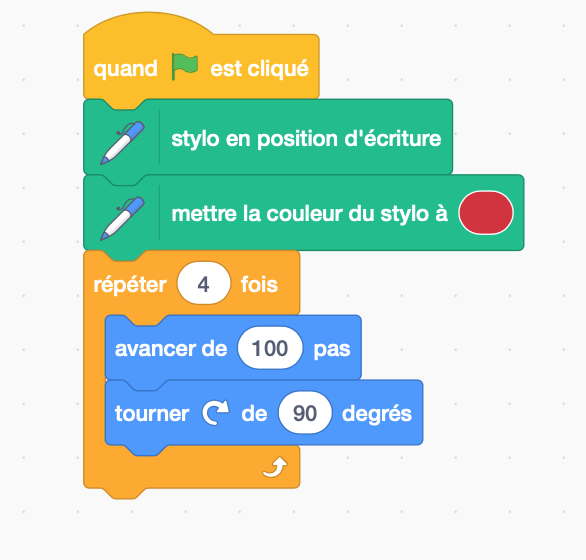 quand est cliqué
stylo en position d'écriture
mettre la couleur du stylo à
répéter 4 fois
avancer de 100 pas
tourner de 90 degrés